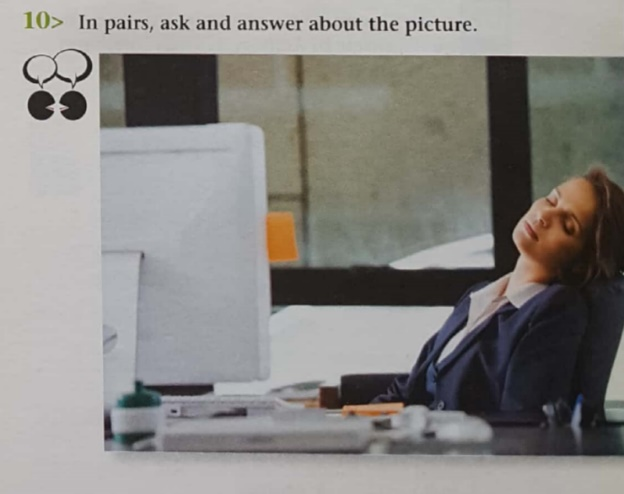 10> In pairs, ask and answer about the picture.